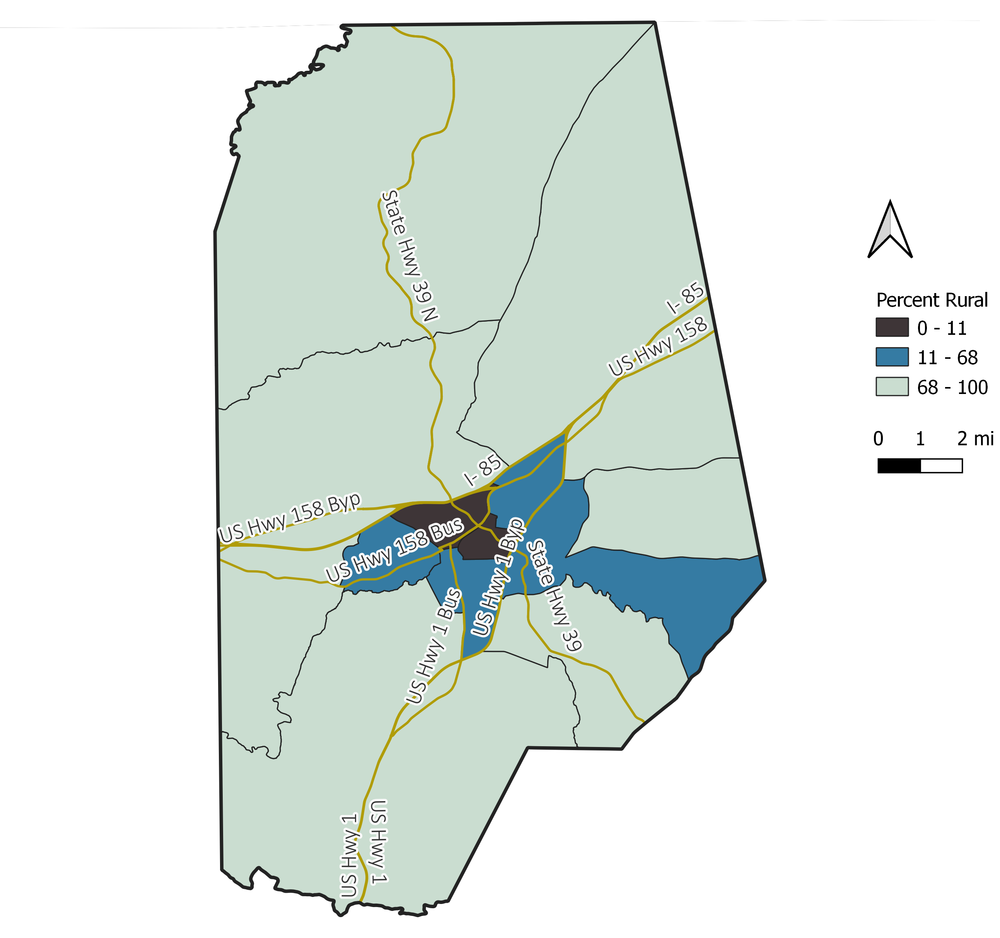 State Hwy 39 N
I- 85
US Hwy 158
Percent Rural
0 - 11
11 - 68
68 - 100
0 1 2 mi
I- 85
US Hwy 158 Byp
US Hwy 158 Bus
US Hwy 1 Byp
State Hwy 39
US Hwy 1 Bus
US Hwy 1
US Hwy 1